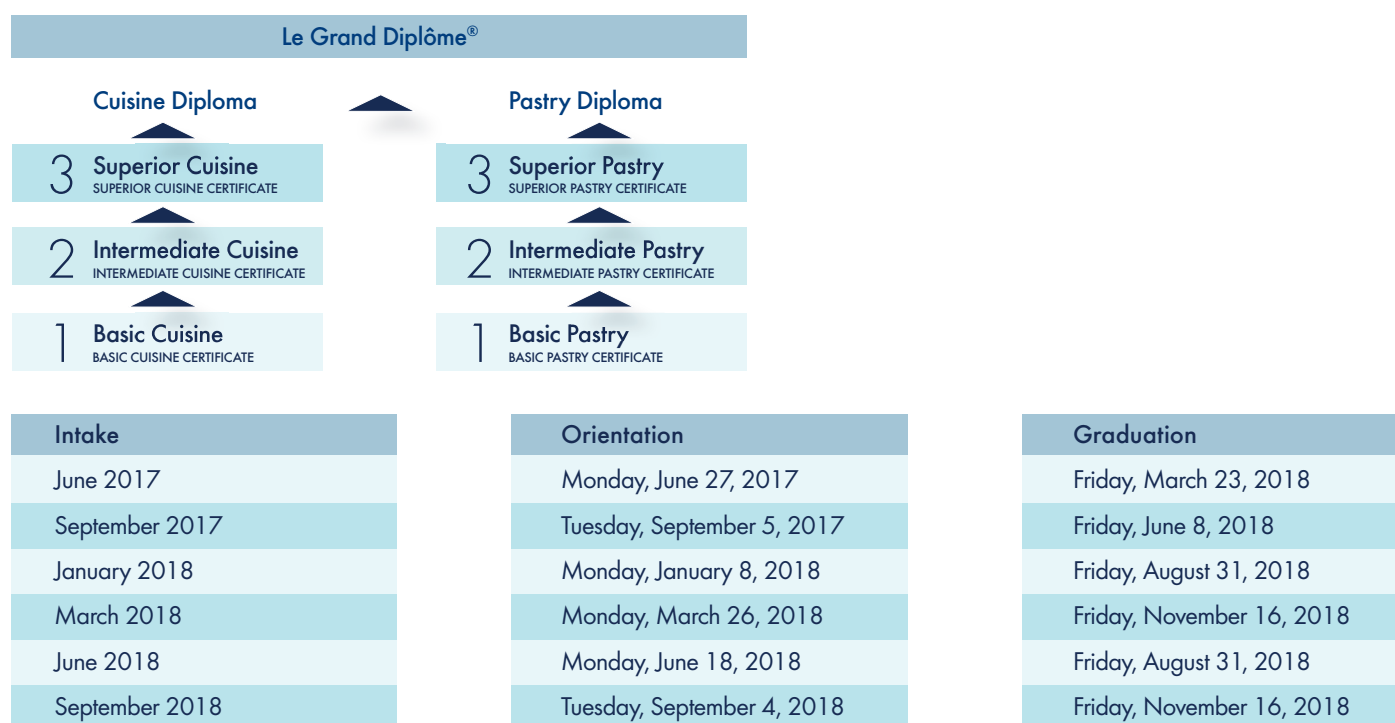 Le Grand Diplôme®
Cuisine Diploma
Pastry Diploma
3 Superior Cuisine
SUPERIOR CUISINE CERTIFICATE
3 Superior Pastry
SUPERIOR PASTRY CERTIFICATE
2 Intermediate Cuisine
INTERMEDIATE CUISINE CERTIFICATE
2 Intermediate Pastry
INTERMEDIATE PASTRY CERTIFICATE
1 Basic Cuisine
BASIC CUISINE CERTIFICATE
1 Basic Pastry
BASIC PASTRY CERTIFICATE
Intake Orientation Graduation
June 2017 Monday, June 27, 2017 Friday, March 23, 2018
September 2017 Tuesday, September 5, 2017 Friday, June 8, 2018
January 2018 Monday, January 8, 2018 Friday, August 31, 2018
March 2018 Monday, March 26, 2018 Friday, November 16, 2018
June 2018 Monday, June 18, 2018 Friday, August 31, 2018
September 2018 Tuesday, September 4, 2018 Friday, November 16, 2018